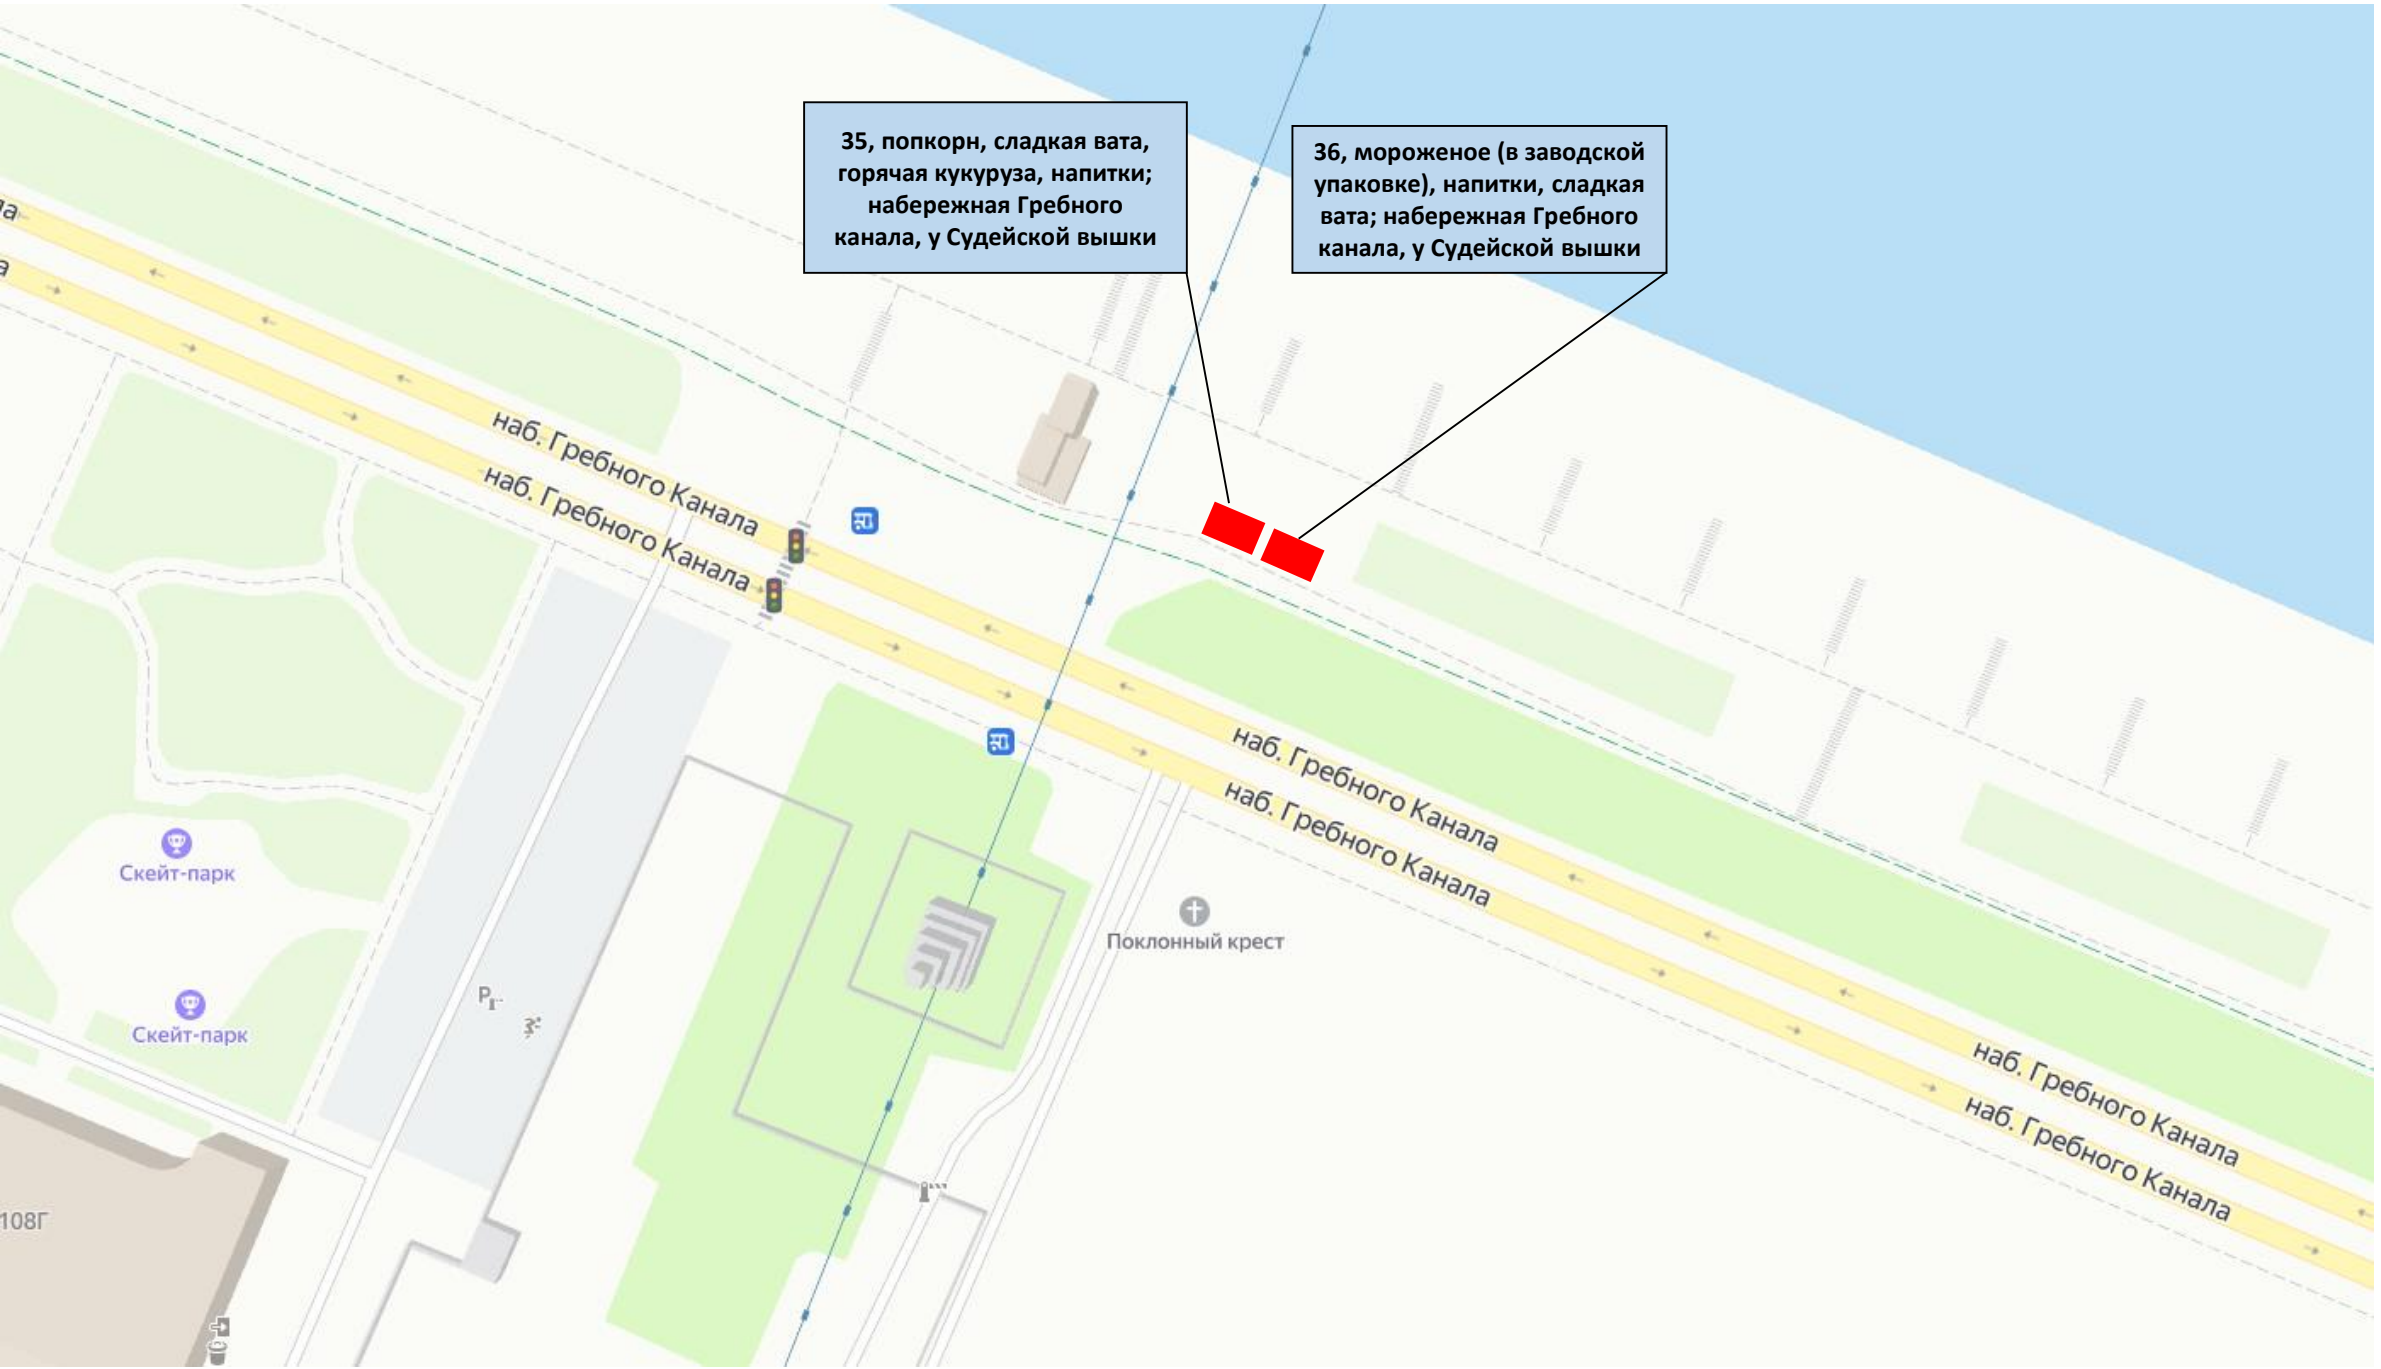 35, попкорн, сладкая вата,
горячая кукуруза, напитки;
набережная Гребного
канала, у Судейской вышки
36, мороженое (в заводской
упаковке), напитки, сладкая
вата; набережная Гребного
канала, у Судейской вышки
наб. Гребного Канала
наб. Гребного Канала
наб. Гребного Канала
наб. Гребного Канала
Скейт-парк
Поклонный крест
Скейт-парк
P
наб. Гребного Канала
наб. Гребного Канала
108Г